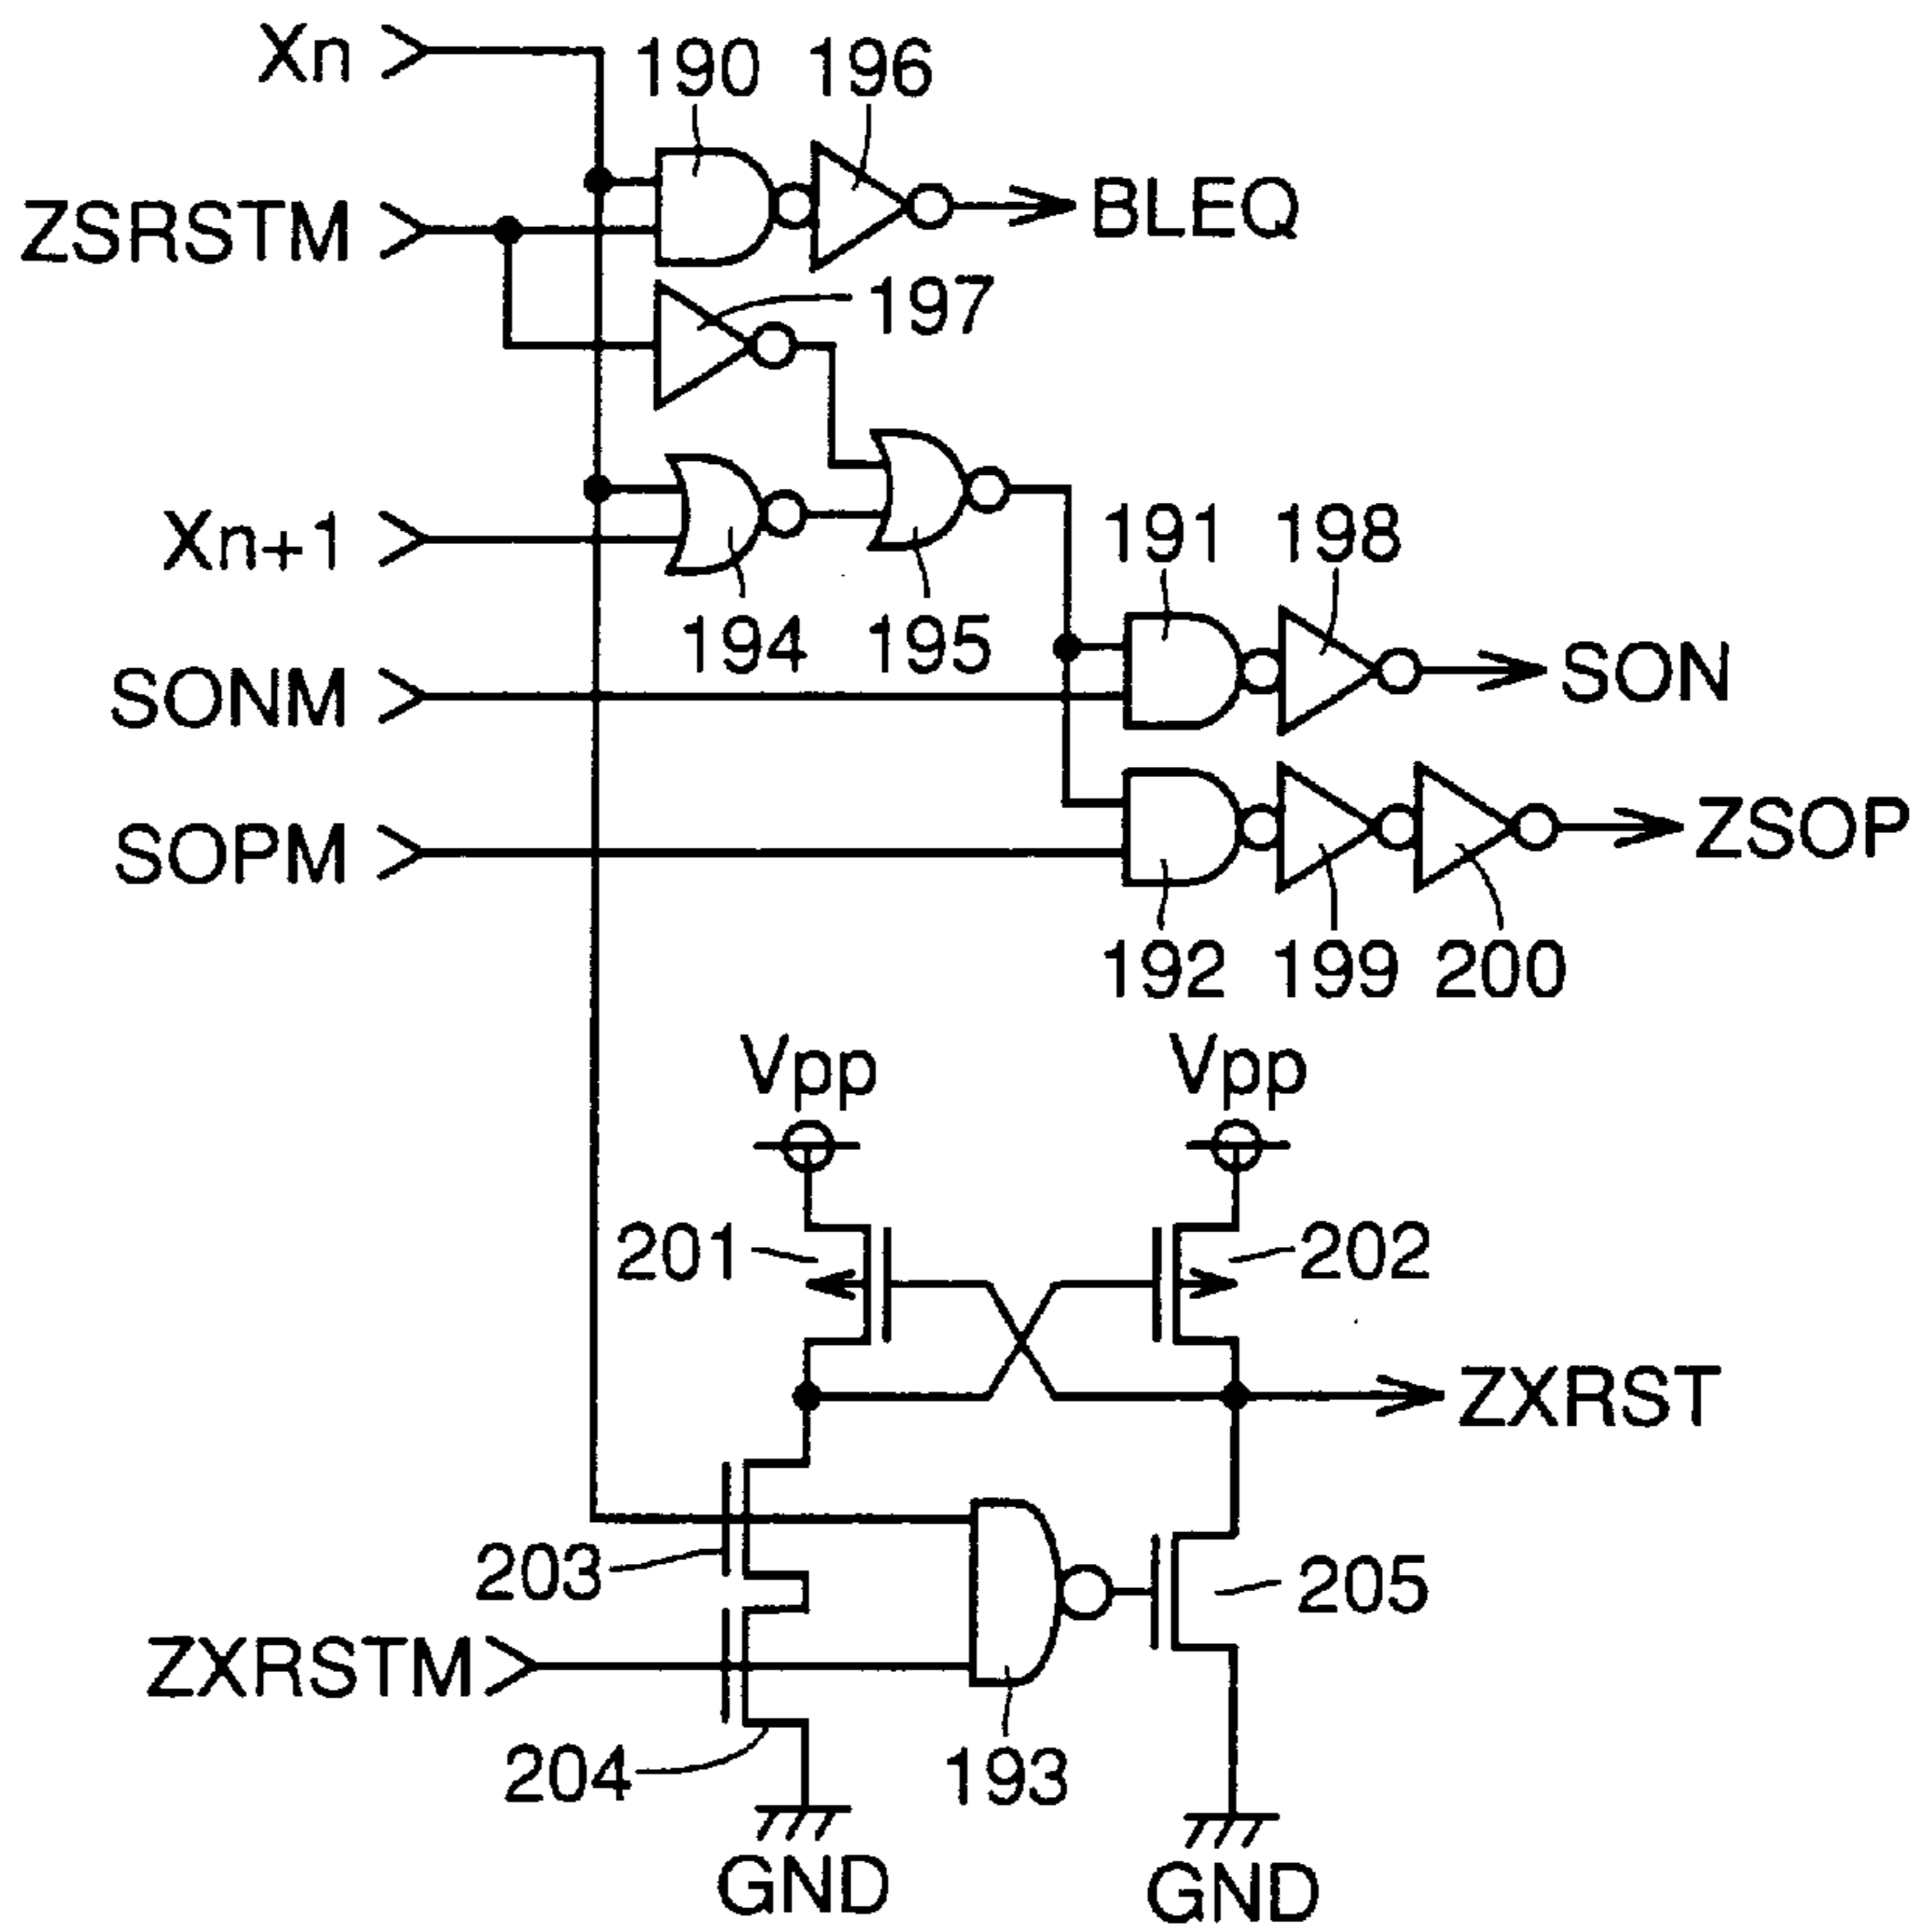 Xn
190
196
ZSRSTM
BLEQ
197
Xn+1
191
198
194
195
SONM
SON
SOPM
ZSOP
192
199
200
Vpp
Vpp
201
202
ZXRST
203
205
ZXRSTM
204
193
GND
GND